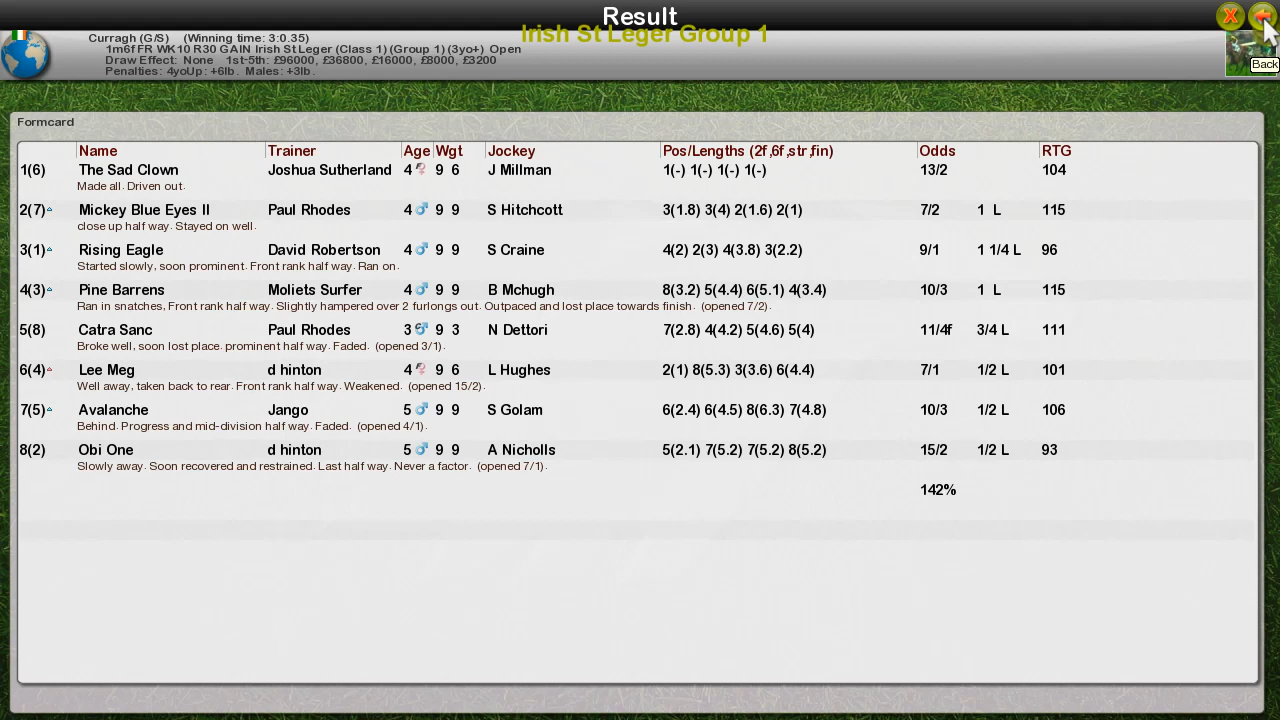 Result
Irish St Leger Group 1
Curragh (G/S) (Winning time: 3:0.35)
1m6f FR WK10 R30 GAIN Irish St Leger (Class 1) (Group 1) (3yo+) Open
Draw Effect: None 1st-5th: £96000, £36800, £16000, £8000, £3200
Penalties: 4yoUp: +6lb. Males: +3lb.
Back
Formcard
Name Trainer Age Wgt Jockey Pos/Lengths (2f,6f,str,fin) Odds RTG
1(6) The Sad Clown Joshua Sutherland 4 9 6 J Millman 1(-) 1(-) 1(-) 1(-) 13/2 104
Made all. Driven out.
2(7) Mickey Blue Eyes II Paul Rhodes 4 9 9 S Hitchcott 3(1.8) 3(4) 2(1.6) 2(1) 7/2 1 L 115
close up half way. Stayed on well.
3(1) Rising Eagle David Robertson 4 9 9 S Craine 4(2) 2(3) 4(3.8) 3(2.2) 9/1 1 1/4 L 96
Started slowly, soon prominent. Front rank half way. Ran on.
4(3) Pine Barrens Moliets Surfer 4 9 9 B Mchugh 8(3.2) 5(4.4) 6(5.1) 4(3.4) 10/3 1 L 115
Ran in snatches, Front rank half way. Slightly hampered over 2 furlongs out. Outpaced and lost place towards finish. (opened 7/2).
5(8) Catra Sanc Paul Rhodes 3 9 3 N Dettori 7(2.8) 4(4.2) 5(4.6) 5(4) 11/4f 3/4 L 111
Broke well, soon lost place. prominent half way. Faded. (opened 3/1).
6(4) Lee Meg d hinton 4 9 6 L Hughes 2(1) 8(5.3) 3(3.6) 6(4.4) 7/1 1/2 L 101
Well away, taken back to rear. Front rank half way. Weakened. (opened 15/2).
7(5) Avalanche Jango 5 9 9 S Golam 6(2.4) 6(4.5) 8(6.3) 7(4.8) 10/3 1/2 L 106
Behind. Progress and mid-division half way. Faded. (opened 4/1).
8(2) Obi One d hinton 5 9 9 A Nicholls 5(2.1) 7(5.2) 7(5.2) 8(5.2) 15/2 1/2 L 93
Slowly away. Soon recovered and restrained. Last half way. Never a factor. (opened 7/1).
142%